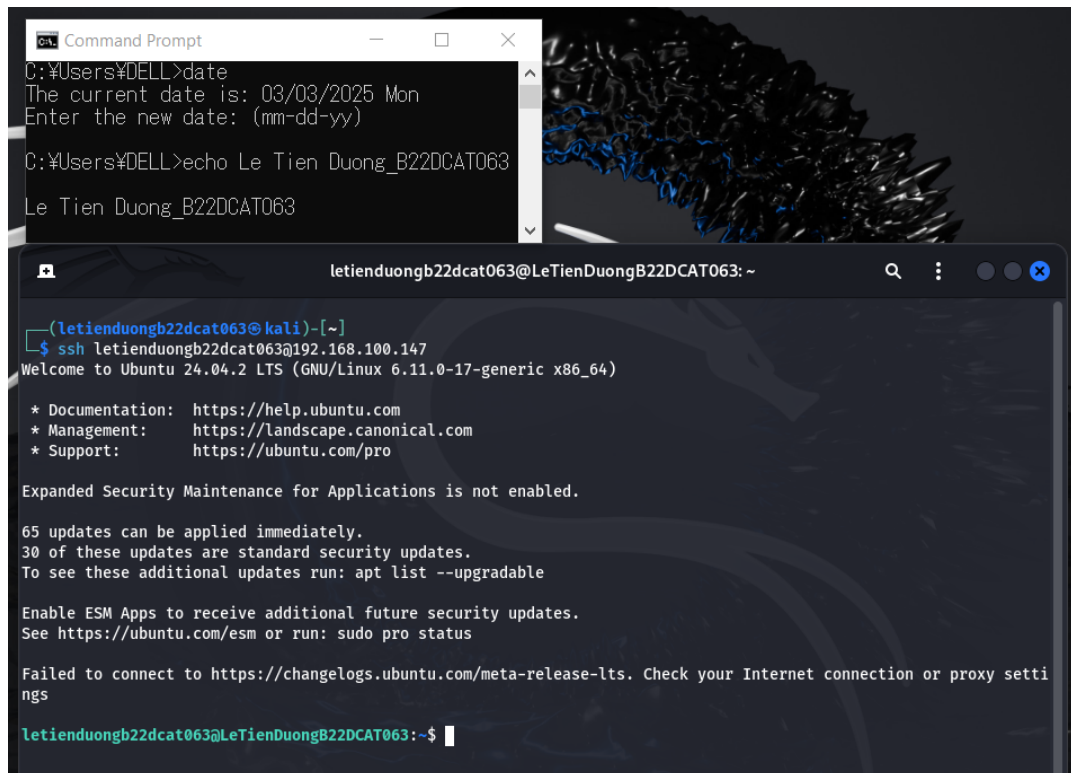 Command Prompt
C:¥Users¥DELL>date
The current date is: 03/03/2025 Mon
Enter the new date: (mm-dd-yy)
C:¥Users¥DELL>echo Le Tien Duong_B22DCAT063
Le Tien Duong_B22DCAT063
letienduongb22dcat063@LeTienDuongB22DCAT063: ~
┌──(letienduongb22dcat063㉿kali)-[~]
└─$ ssh letienduongb22dcat063@192.168.100.147
Welcome to Ubuntu 24.04.2 LTS (GNU/Linux 6.11.0-17-generic x86_64)
* Documentation:  https://help.ubuntu.com
* Management:     https://landscape.canonical.com
* Support:        https://ubuntu.com/pro
Expanded Security Maintenance for Applications is not enabled.
65 updates can be applied immediately.
30 of these updates are standard security updates.
To see these additional updates run: apt list --upgradable
Enable ESM Apps to receive additional future security updates.
See https://ubuntu.com/esm or run: sudo pro status
Failed to connect to https://changelogs.ubuntu.com/meta-release-lts. Check your Internet connection or proxy setti
ngs
letienduongb22dcat063@LeTienDuongB22DCAT063:~$